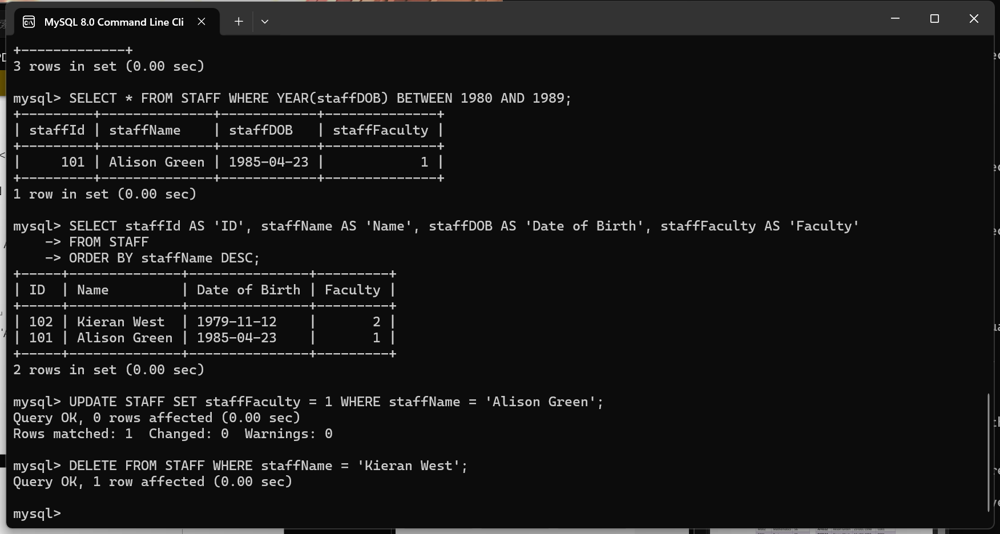 MySQL 8.0 Command Line Cli
+-------------+
3 rows in set (0.00 sec)
mysql> SELECT * FROM STAFF WHERE YEAR(staffDOB) BETWEEN 1980 AND 1989;
+---------+--------------+------------+--------------+
| staffId | staffName    | staffDOB   | staffFaculty |
+---------+--------------+------------+--------------+
|     101 | Alison Green | 1985-04-23 |            1 |
+---------+--------------+------------+--------------+
1 row in set (0.00 sec)
mysql> SELECT staffId AS 'ID', staffName AS 'Name', staffDOB AS 'Date of Birth', staffFaculty AS 'Faculty'
    -> FROM STAFF
    -> ORDER BY staffName DESC;
+-----+--------------+---------------+---------+
| ID  | Name         | Date of Birth | Faculty |
+-----+--------------+---------------+---------+
| 102 | Kieran West  | 1979-11-12    |       2 |
| 101 | Alison Green | 1985-04-23    |       1 |
+-----+--------------+---------------+---------+
2 rows in set (0.00 sec)
mysql> UPDATE STAFF SET staffFaculty = 1 WHERE staffName = 'Alison Green';
Query OK, 0 rows affected (0.00 sec)
Rows matched: 1  Changed: 0  Warnings: 0
mysql> DELETE FROM STAFF WHERE staffName = 'Kieran West';
Query OK, 1 row affected (0.00 sec)
mysql>